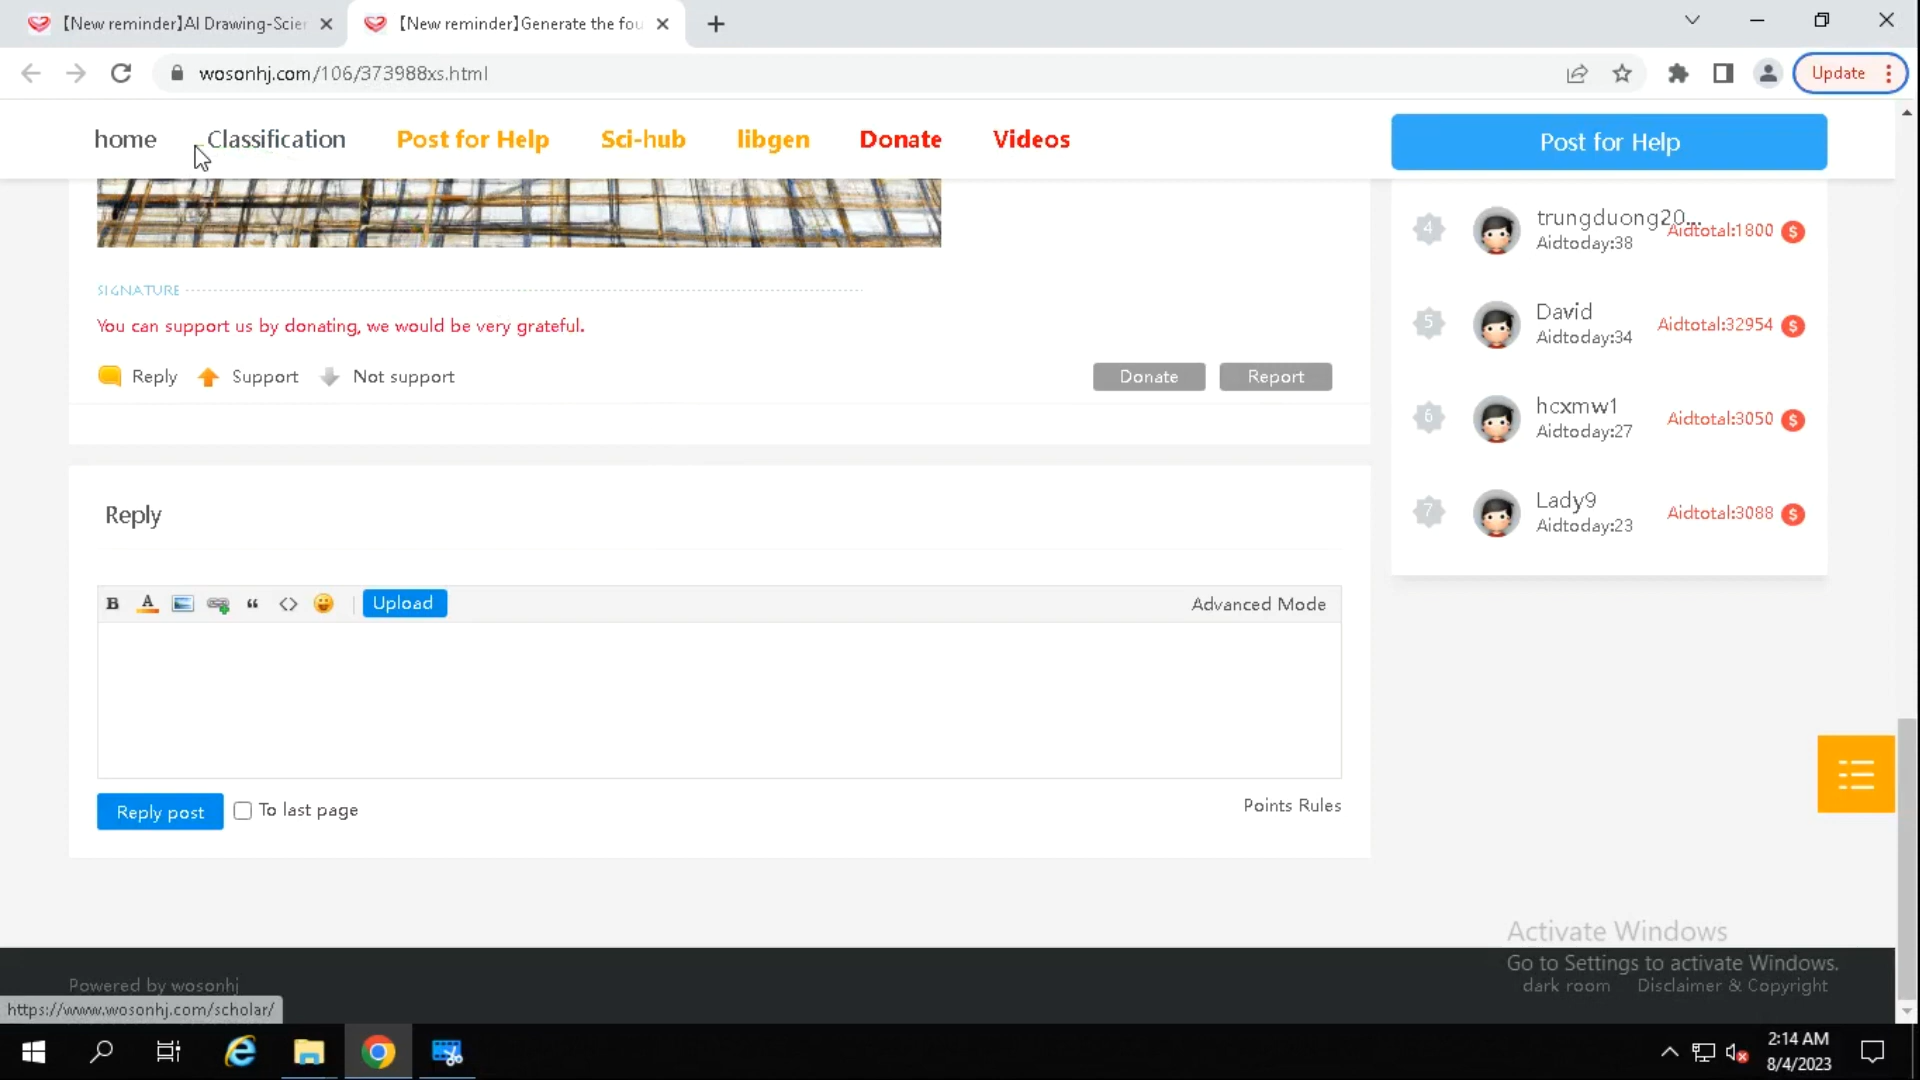 【New reminder】AI Drawing-Scien
【New reminder】Generate the fou
wosonhj.com/106/373988xs.html
Update
home
Classification
Post for Help
Sci-hub
libgen
Donate
Videos
Post for Help
4
trungduong20...
Aidtoday:38
Aidtotal:1800
SIGNATURE
You can support us by donating, we would be very grateful.
5
David
Aidtoday:34
Aidtotal:32954
Reply
Support
Not support
Donate
Report
6
hcxmw1
Aidtoday:27
Aidtotal:3050
7
Lady9
Aidtoday:23
Aidtotal:3088
Reply
B
A
Upload
Advanced Mode
Reply post
To last page
Points Rules
Activate Windows
Go to Settings to activate Windows.
Powered by wosonhj
dark room
Disclaimer & Copyright
https://www.wosonhj.com/scholar/
2:14 AM
8/4/2023